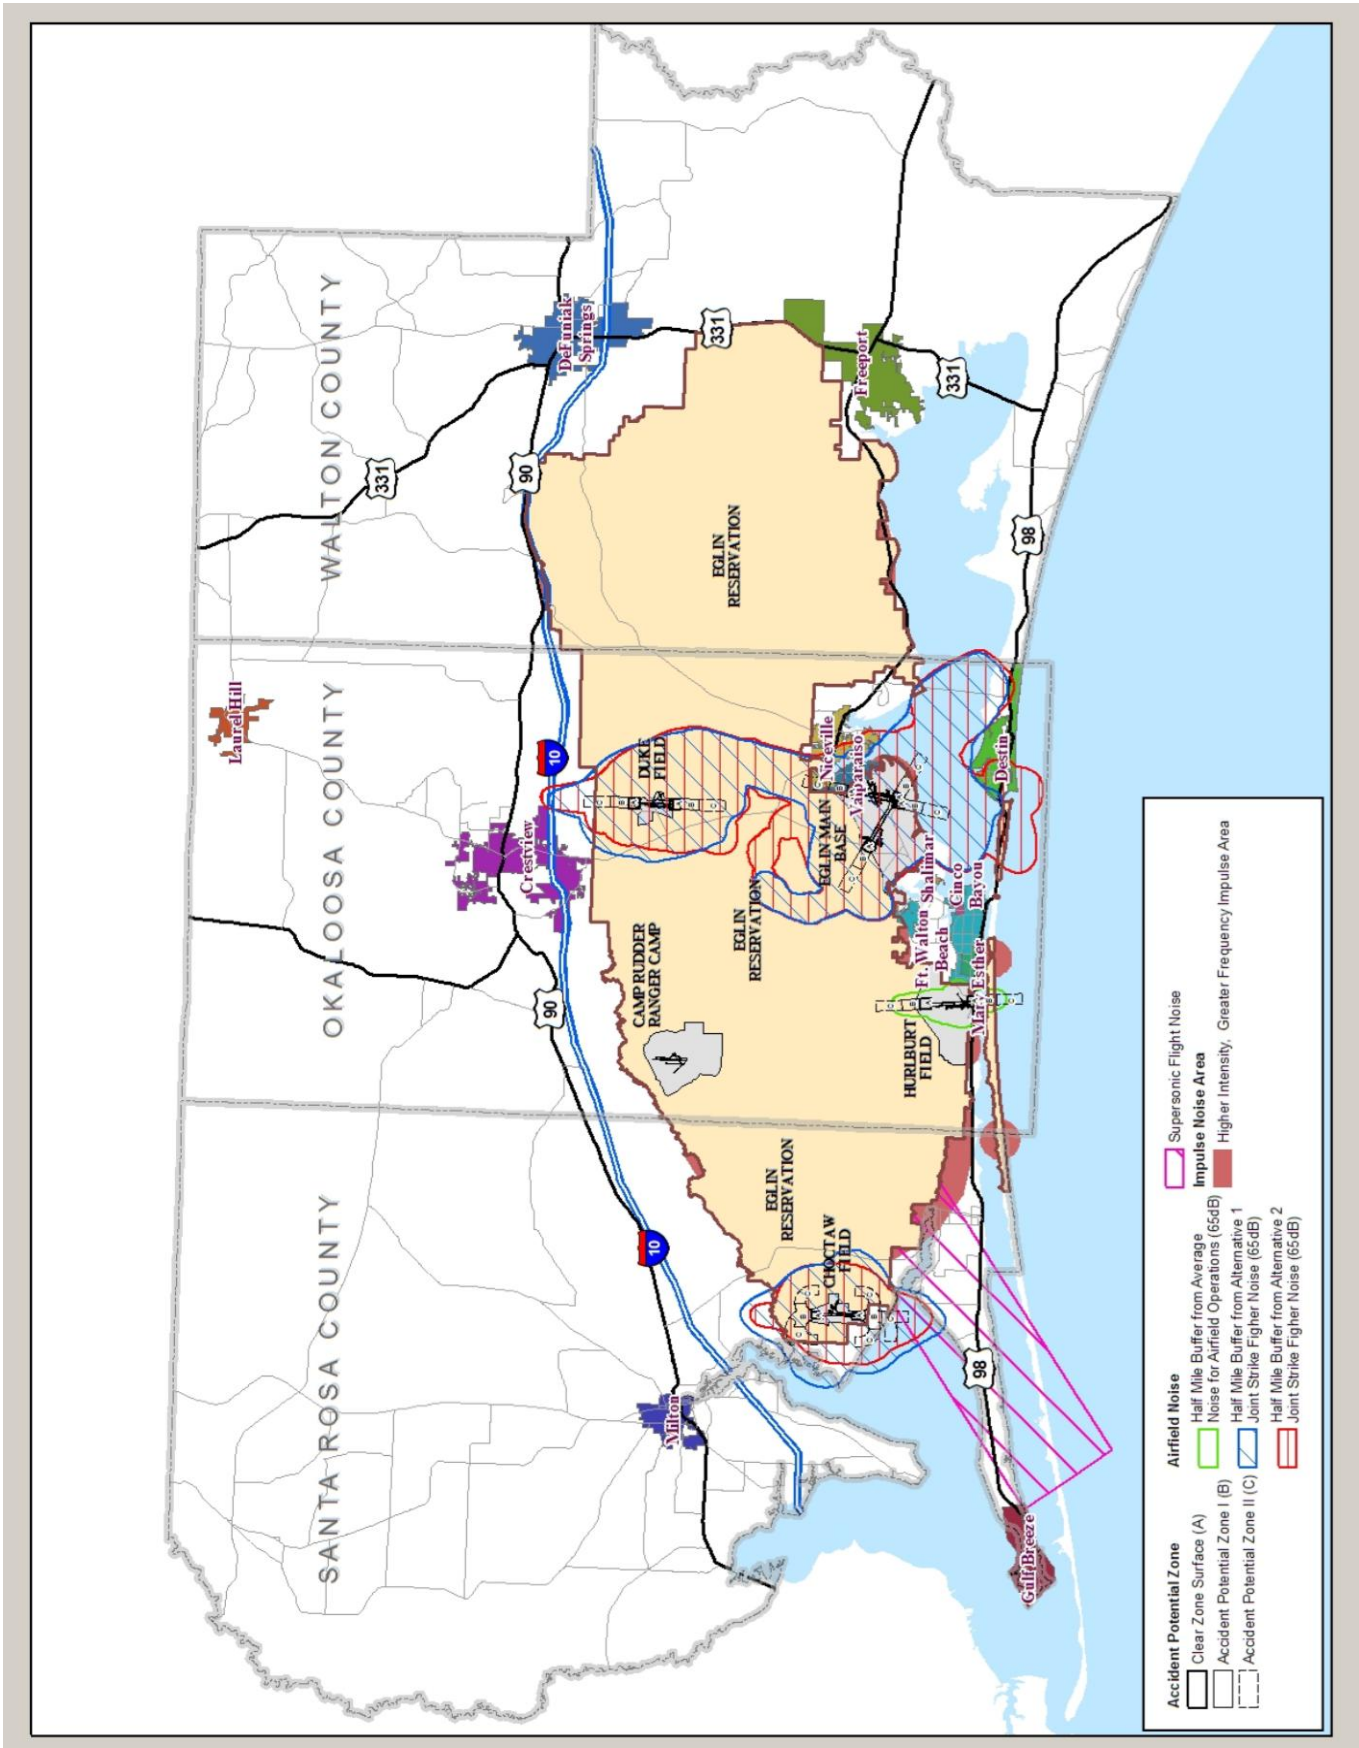 SANTA ROSA COUNTY
OKALOOSA COUNTY
WALTON COUNTY
Laurel Hill
331
90
DeFuniak
Springs
331
Crestview
10
90
10
Milton
CAMP RUDDER
RANGER CAMP
DUKE
FIELD
EGLIN
RESERVATION
EGLIN
RESERVATION
EGLIN
RESERVATION
CHOCTAW
FIELD
EGLIN MAIN
BASE
Niceville
Valparaiso
Freeport
331
HURLBURT
FIELD
Ft. Walton
Beach
Shalimar
Cinco
Bayou
Mary Esther
Destin
98
98
Gulf Breeze
Accident Potential Zone
Clear Zone Surface (A)
Accident Potential Zone I (B)
Accident Potential Zone II (C)
Airfield Noise
Half Mile Buffer from Average
Noise for Airfield Operations (65dB)
Half Mile Buffer from Alternative 1
Joint Strike Figher Noise (65dB)
Half Mile Buffer from Alternative 2
Joint Strike Figher Noise (65dB)
Supersonic Flight Noise
Impulse Noise Area
Higher Intensity, Greater Frequency Impulse Area